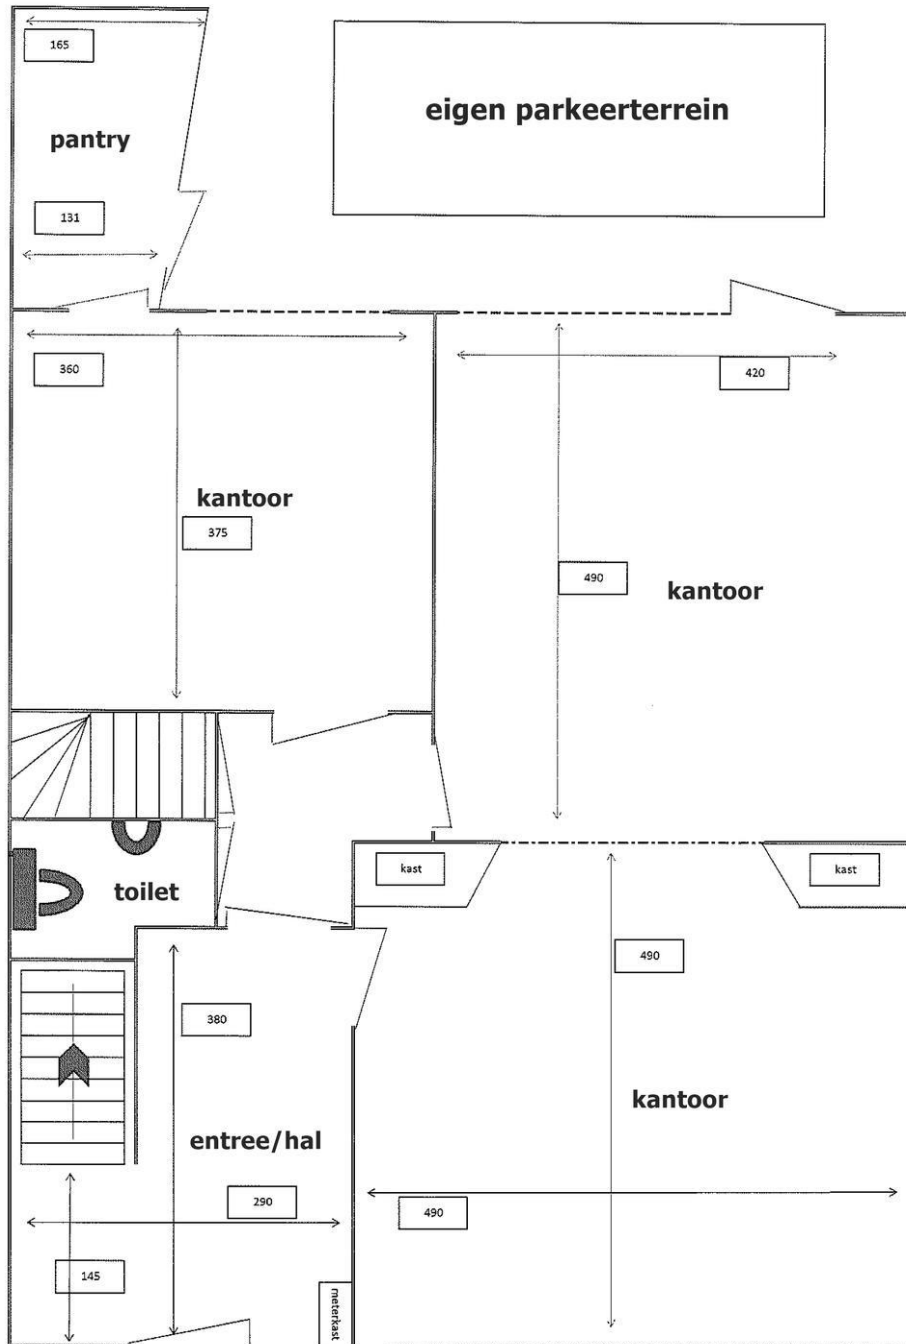 165
eigen parkeerterrein
pantry
131
360
420
kantoor
375
490
kantoor
kast
kast
toilet
490
380
kantoor
entree/hal
290
490
145
meterkast